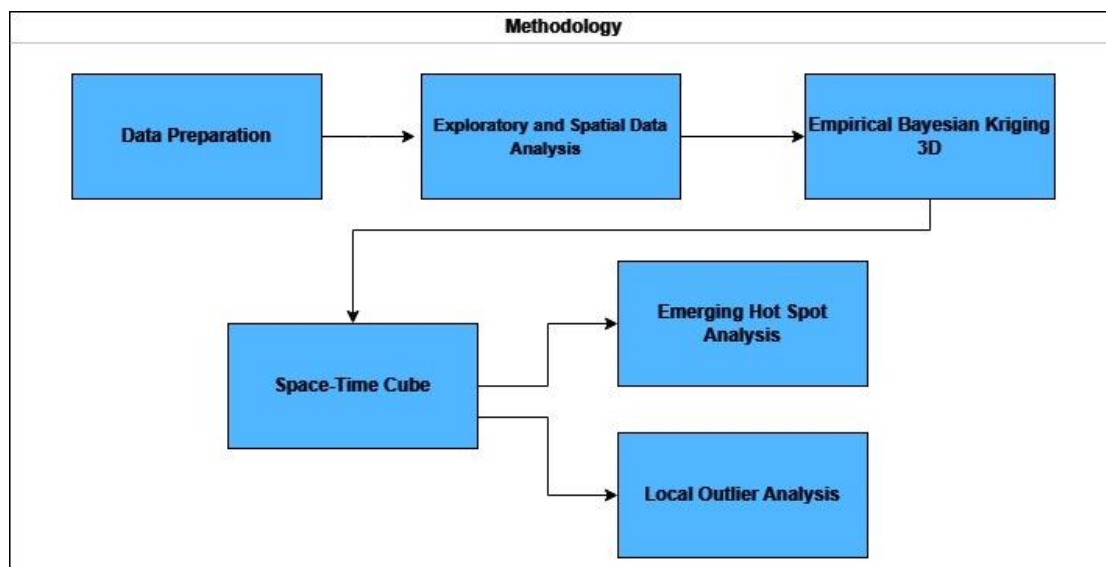 Methodology
Data Preparation
Exploratory and Spatial Data
Analysis
Empirical Bayesian Kriging
3D
Space-Time Cube
Emerging Hot Spot
Analysis
Local Outlier Analysis